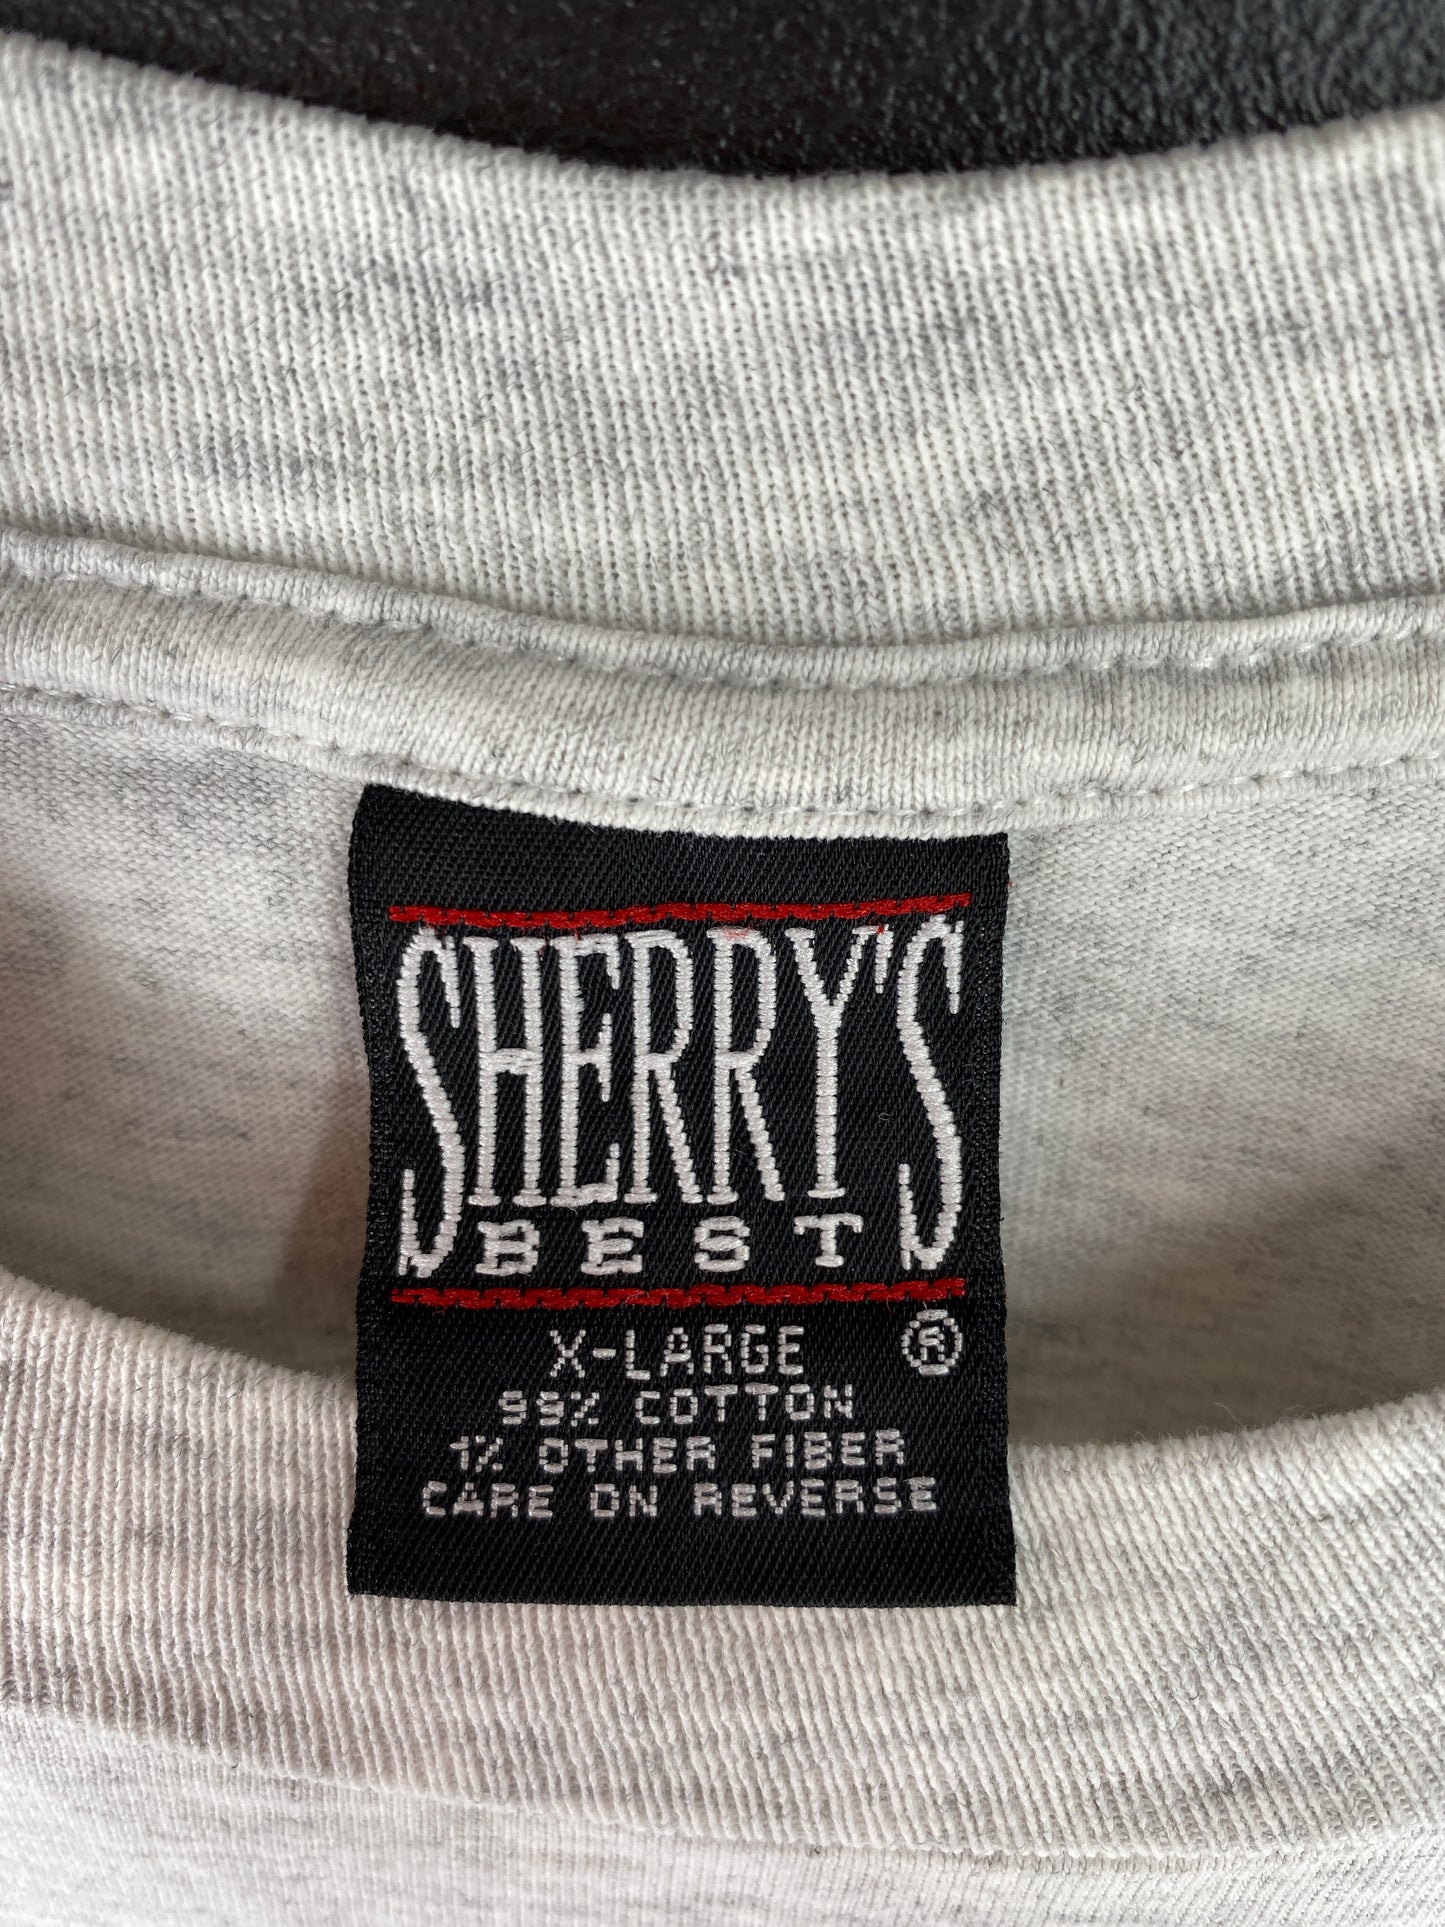 SHERRY'S
BEST
®
X-LARGE
99% COTTON
1% OTHER FIBER
CARE ON REVERSE